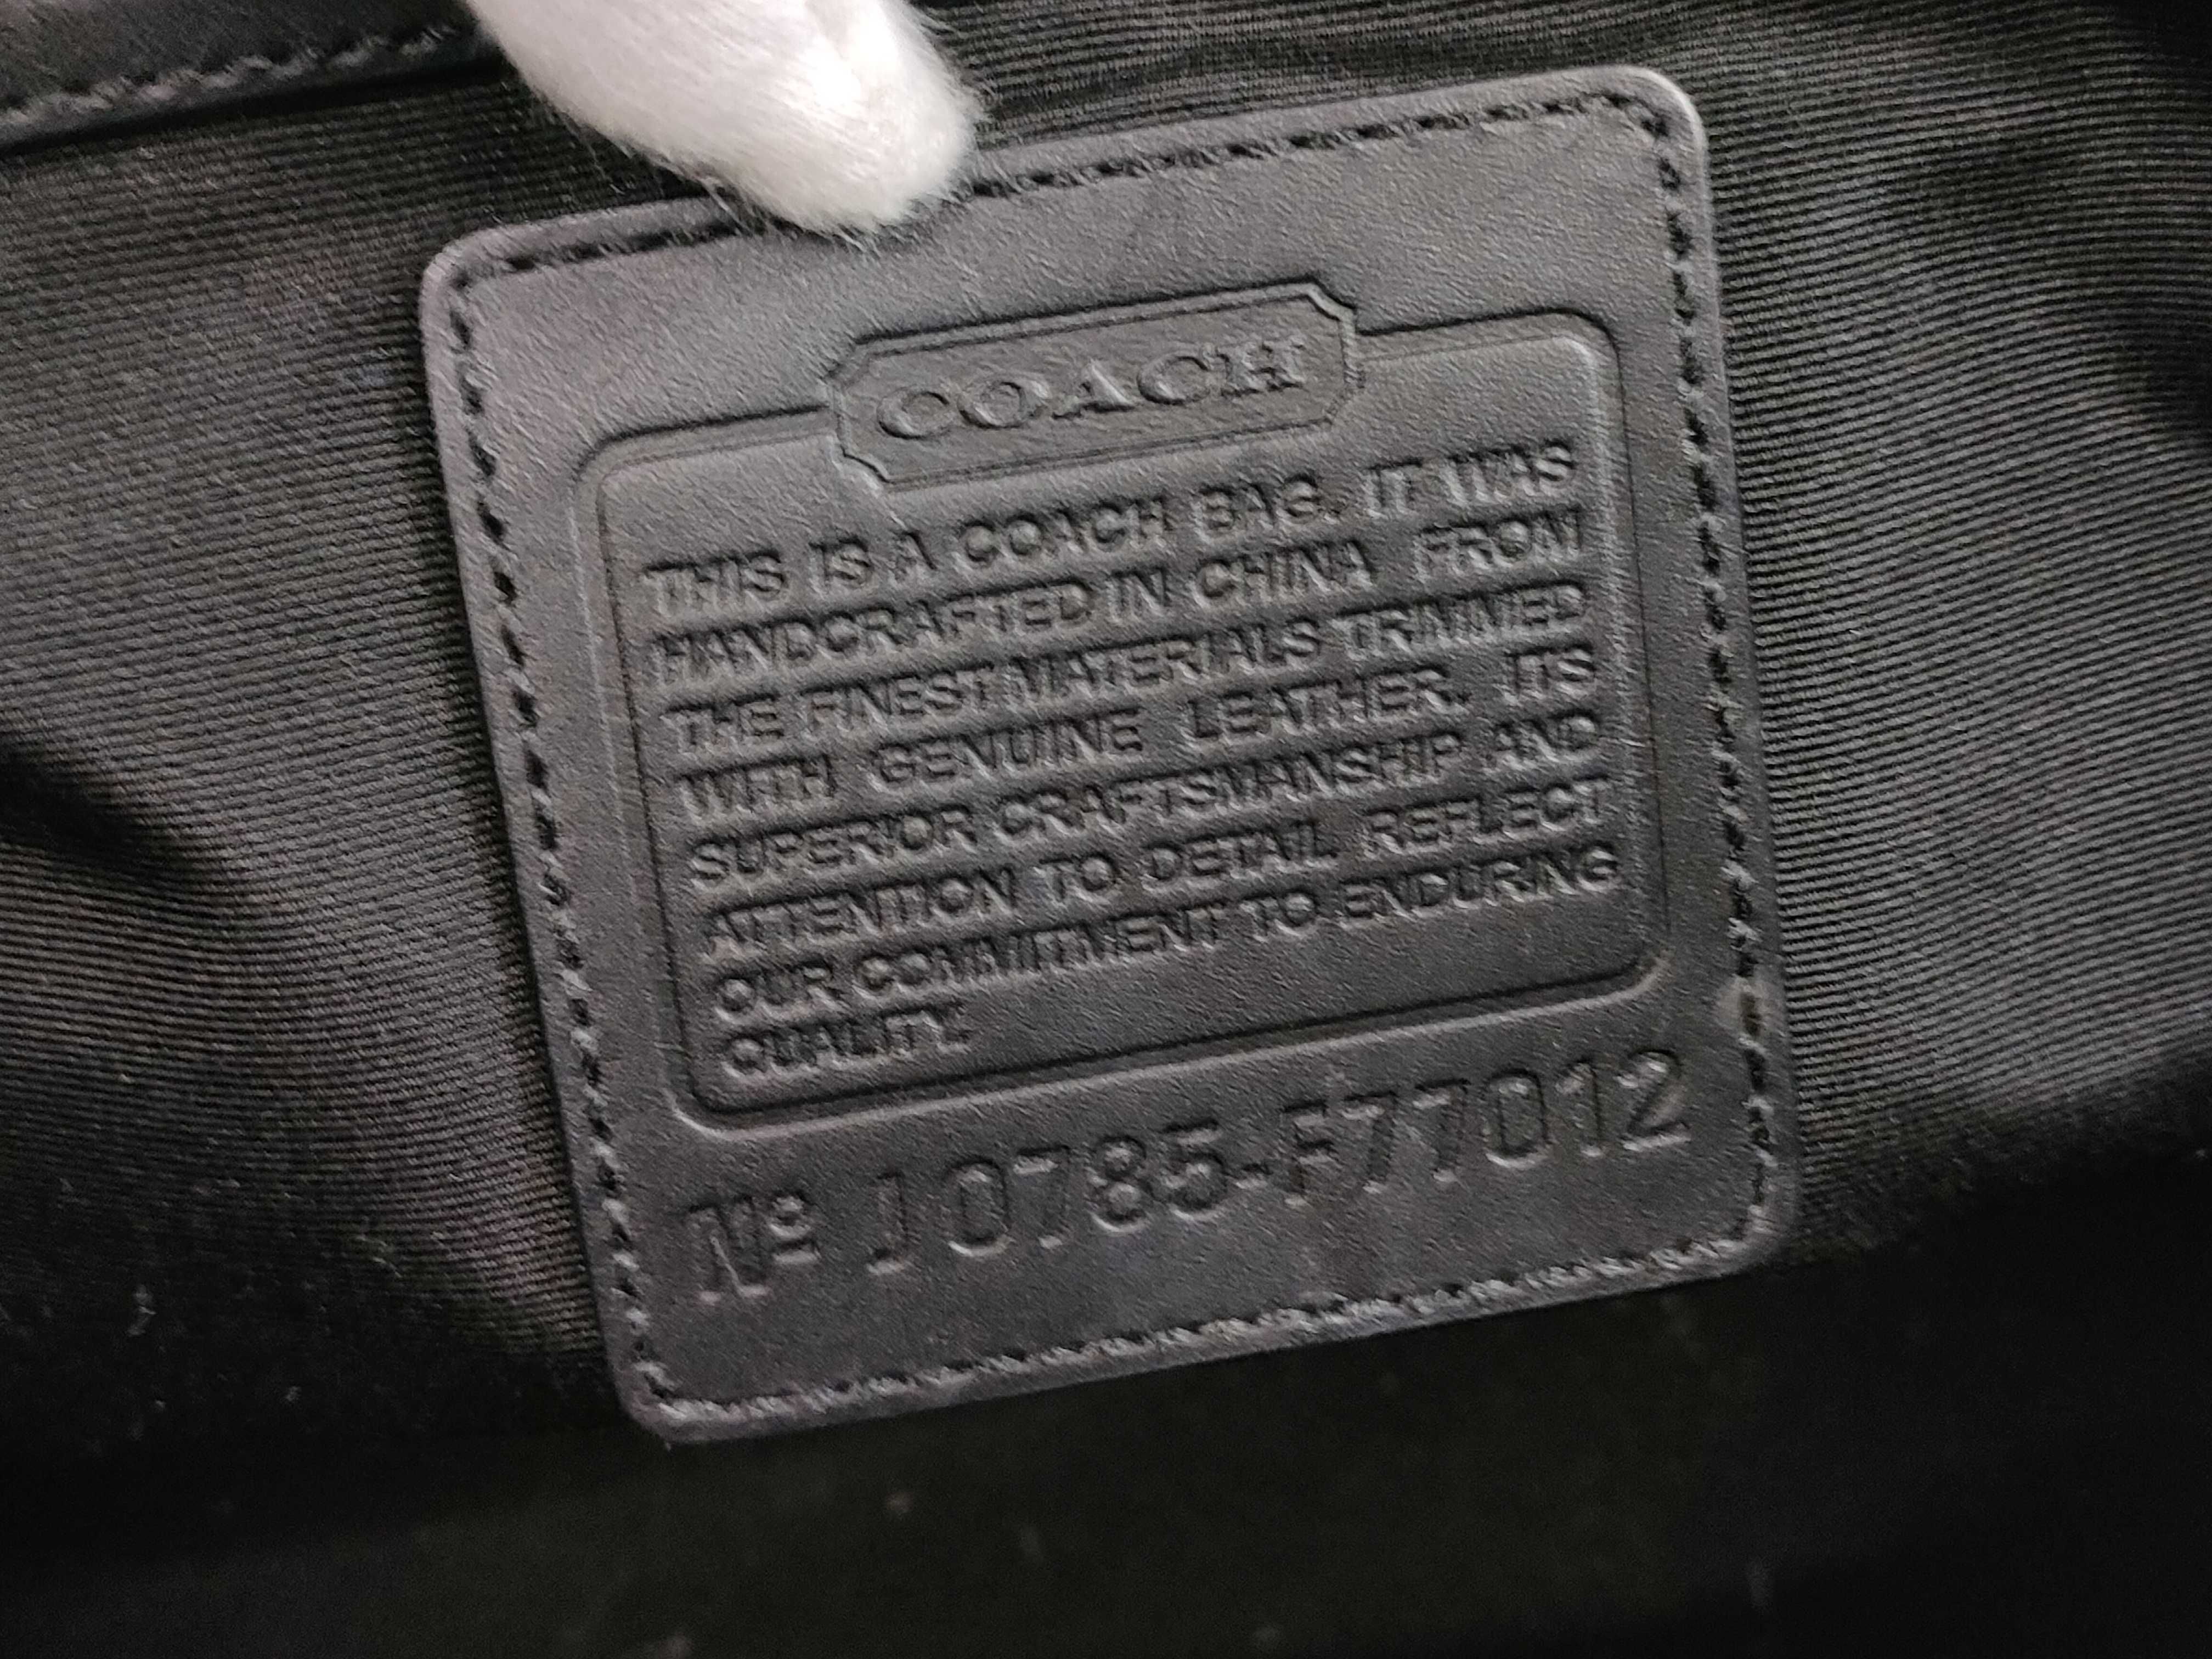 COACH
THIS IS A COACH BAG. IT WAS
HANDCRAFTED IN CHINA FROM
THE FINEST MATERIALS TRIMMED
WITH GENUINE LEATHER. ITS
SUPERIOR CRAFTSMANSHIP AND
ATTENTION TO DETAIL REFLECT
OUR COMMITMENT TO ENDURING
QUALITY.
Nº J0785-F77012